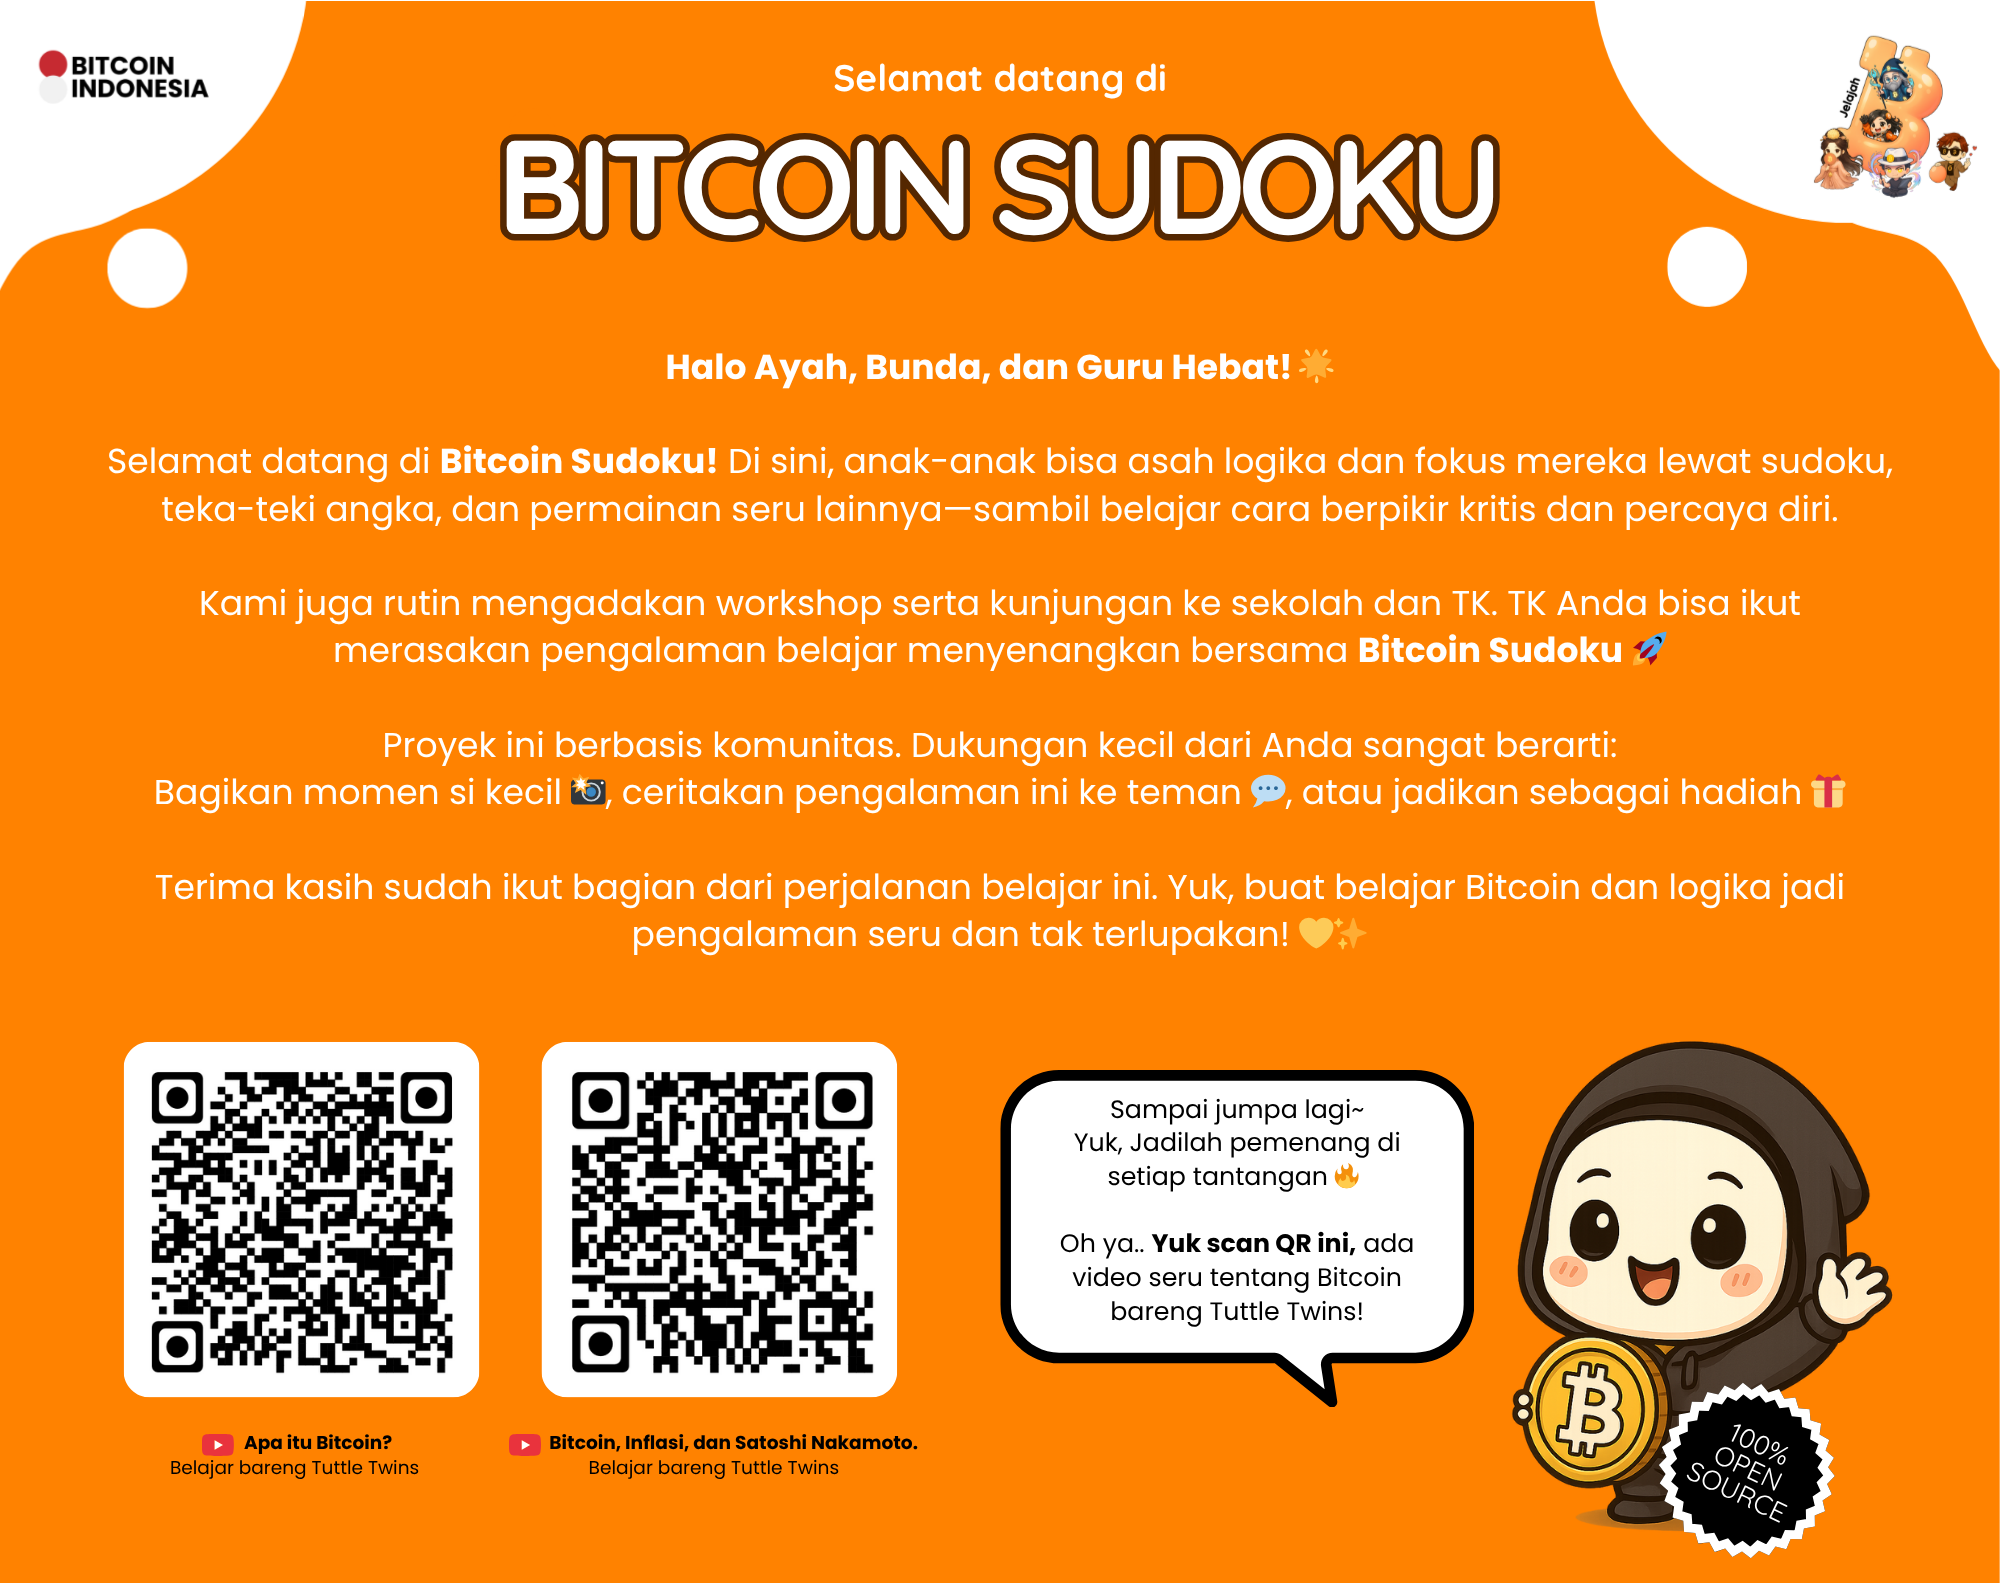 BITCOIN
INDONESIA
Jelajah
Selamat datang di
BITCOIN SUDOKU
Halo Ayah, Bunda, dan Guru Hebat! 🌟
Selamat datang di Bitcoin Sudoku! Di sini, anak-anak bisa asah logika dan fokus mereka lewat sudoku,
teka-teki angka, dan permainan seru lainnya—sambil belajar cara berpikir kritis dan percaya diri.
Kami juga rutin mengadakan workshop serta kunjungan ke sekolah dan TK. TK Anda bisa ikut
merasakan pengalaman belajar menyenangkan bersama Bitcoin Sudoku 🚀
Proyek ini berbasis komunitas. Dukungan kecil dari Anda sangat berarti:
Bagikan momen si kecil 📸, ceritakan pengalaman ini ke teman 💬, atau jadikan sebagai hadiah 🎁
Terima kasih sudah ikut bagian dari perjalanan belajar ini. Yuk, buat belajar Bitcoin dan logika jadi
pengalaman seru dan tak terlupakan! 💛✨
Apa itu Bitcoin?
Belajar bareng Tuttle Twins
Bitcoin, Inflasi, dan Satoshi Nakamoto.
Belajar bareng Tuttle Twins
Sampai jumpa lagi~
Yuk, Jadilah pemenang di
setiap tantangan 🔥
Oh ya.. Yuk scan QR ini, ada
video seru tentang Bitcoin
bareng Tuttle Twins!
100%
OPEN
SOURCE